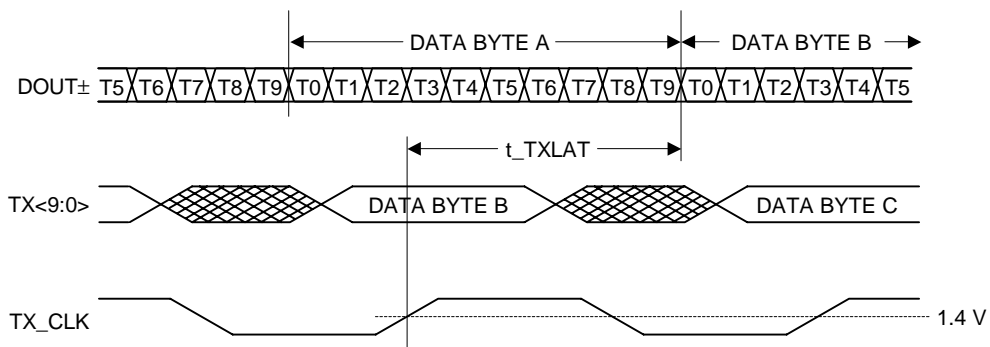 DATA BYTE A DATA BYTE B
DOUT± T5 T6 T7 T8 T9 T0 T1 T2 T3 T4 T5 T6 T7 T8 T9 T0 T1 T2 T3 T4 T5
t_TXLAT
TX<9:0> DATA BYTE B DATA BYTE C
TX_CLK 1.4 V